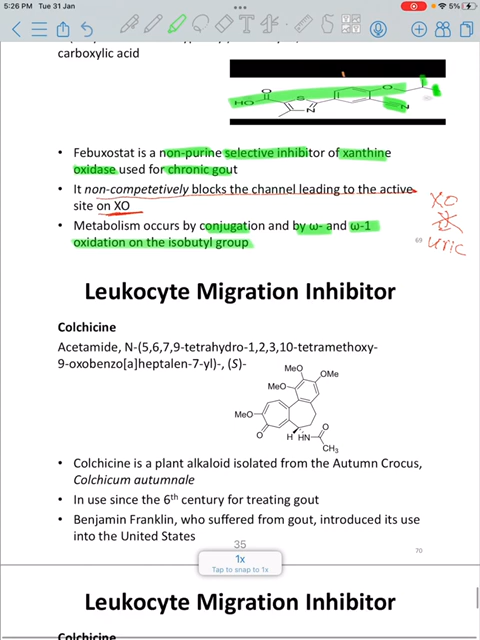 5:26 PM Tue 31 Jan
5%
carboxylic acid
HO
O
S
N
O
N
• Febuxostat is a non-purine selective inhibitor of xanthine
oxidase used for chronic gout
• It non-competetively blocks the channel leading to the active
site on XO
• Metabolism occurs by conjugation and by ω- and ω-1
oxidation on the isobutyl group
XO
uric
69
Leukocyte Migration Inhibitor
Colchicine
Acetamide, N-(5,6,7,9-tetrahydro-1,2,3,10-tetramethoxy-
9-oxobenzo[a]heptalen-7-yl)-, (S)-
MeO
OMe
MeO
MeO
O
O
H HN
CH3
• Colchicine is a plant alkaloid isolated from the Autumn Crocus,
Colchicum autumnale
• In use since the 6th century for treating gout
• Benjamin Franklin, who suffered from gout, introduced its use
into the United States
35
70
1x
Tap to snap to 1x
Leukocyte Migration Inhibitor
Colchicine